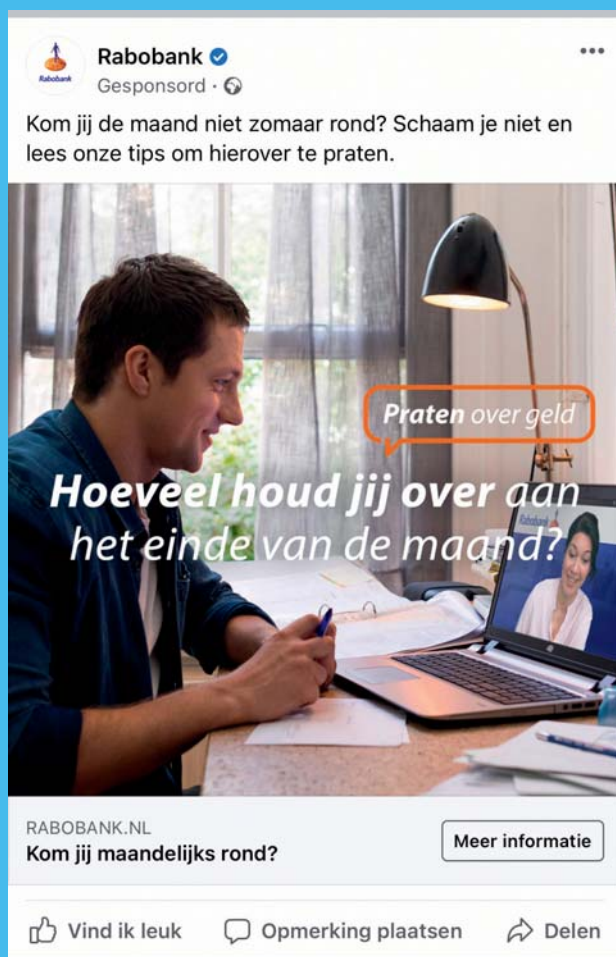 Rabobank
Rabobank
Gesponsord ·
Kom jij de maand niet zomaar rond? Schaam je niet en
lees onze tips om hierover te praten.
Praten over geld
Hoeveel houd jij over aan
het einde van de maand?
Rabobank
RABOBANK.NL
Kom jij maandelijks rond?
Meer informatie
Vind ik leuk
Opmerking plaatsen
Delen